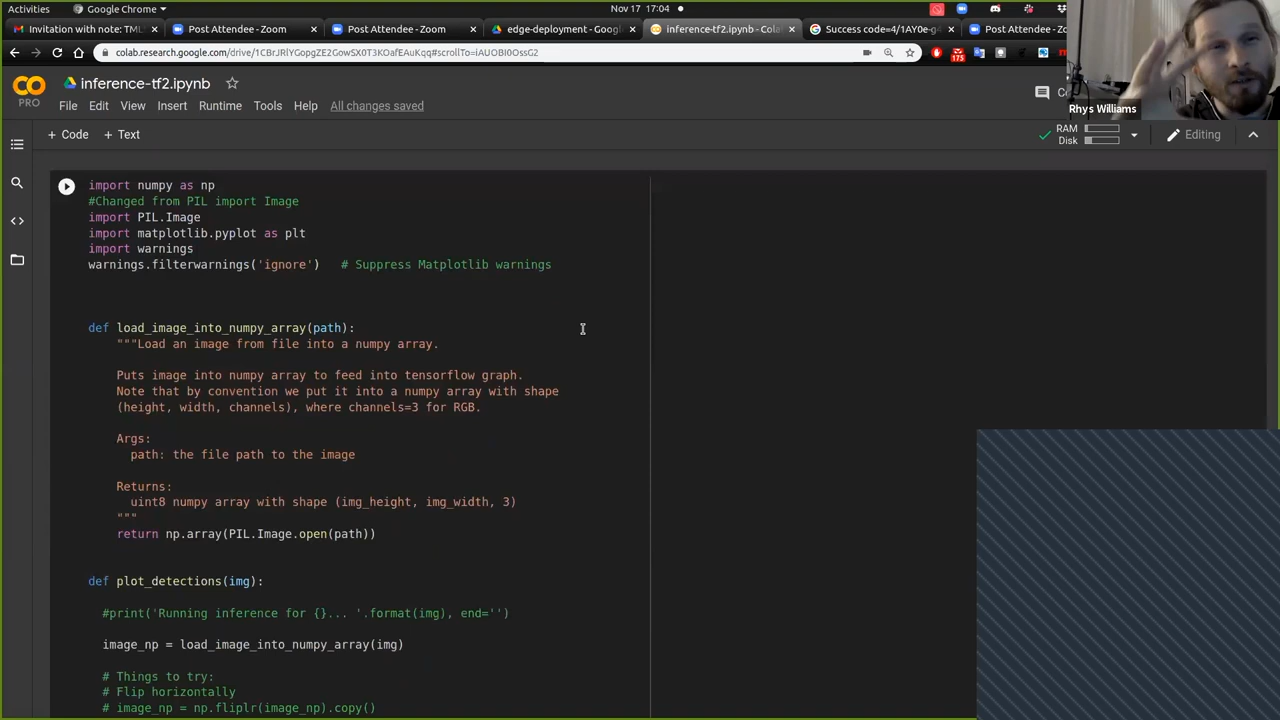 Activities
Google Chrome
Nov 17 17:04
Invitation with note: TML
Post Attendee - Zoom
Post Attendee - Zoom
edge-deployment - Google
inference-tf2.ipynb - Cola
Success code=4/1AY0e-g
Post Attendee - Zoom
colab.research.google.com/drive/1CBrJRlYGopgZE2GowSX0T3KOafEAuKqq#scrollTo=iAUOBI0OssG2
175
CO
PRO
inference-tf2.ipynb
File Edit View Insert Runtime Tools Help All changes saved
Rhys Williams
+ Code + Text
RAM
Disk
Editing
import numpy as np
#Changed from PIL import Image
import PIL.Image
import matplotlib.pyplot as plt
import warnings
warnings.filterwarnings('ignore') # Suppress Matplotlib warnings
def load_image_into_numpy_array(path):
"""Load an image from file into a numpy array.
Puts image into numpy array to feed into tensorflow graph.
Note that by convention we put it into a numpy array with shape
(height, width, channels), where channels=3 for RGB.
Args:
path: the file path to the image
Returns:
uint8 numpy array with shape (img_height, img_width, 3)
"""
return np.array(PIL.Image.open(path))
def plot_detections(img):
#print('Running inference for {}... '.format(img), end='')
image_np = load_image_into_numpy_array(img)
# Things to try:
# Flip horizontally
# image_np = np.fliplr(image_np).copy()